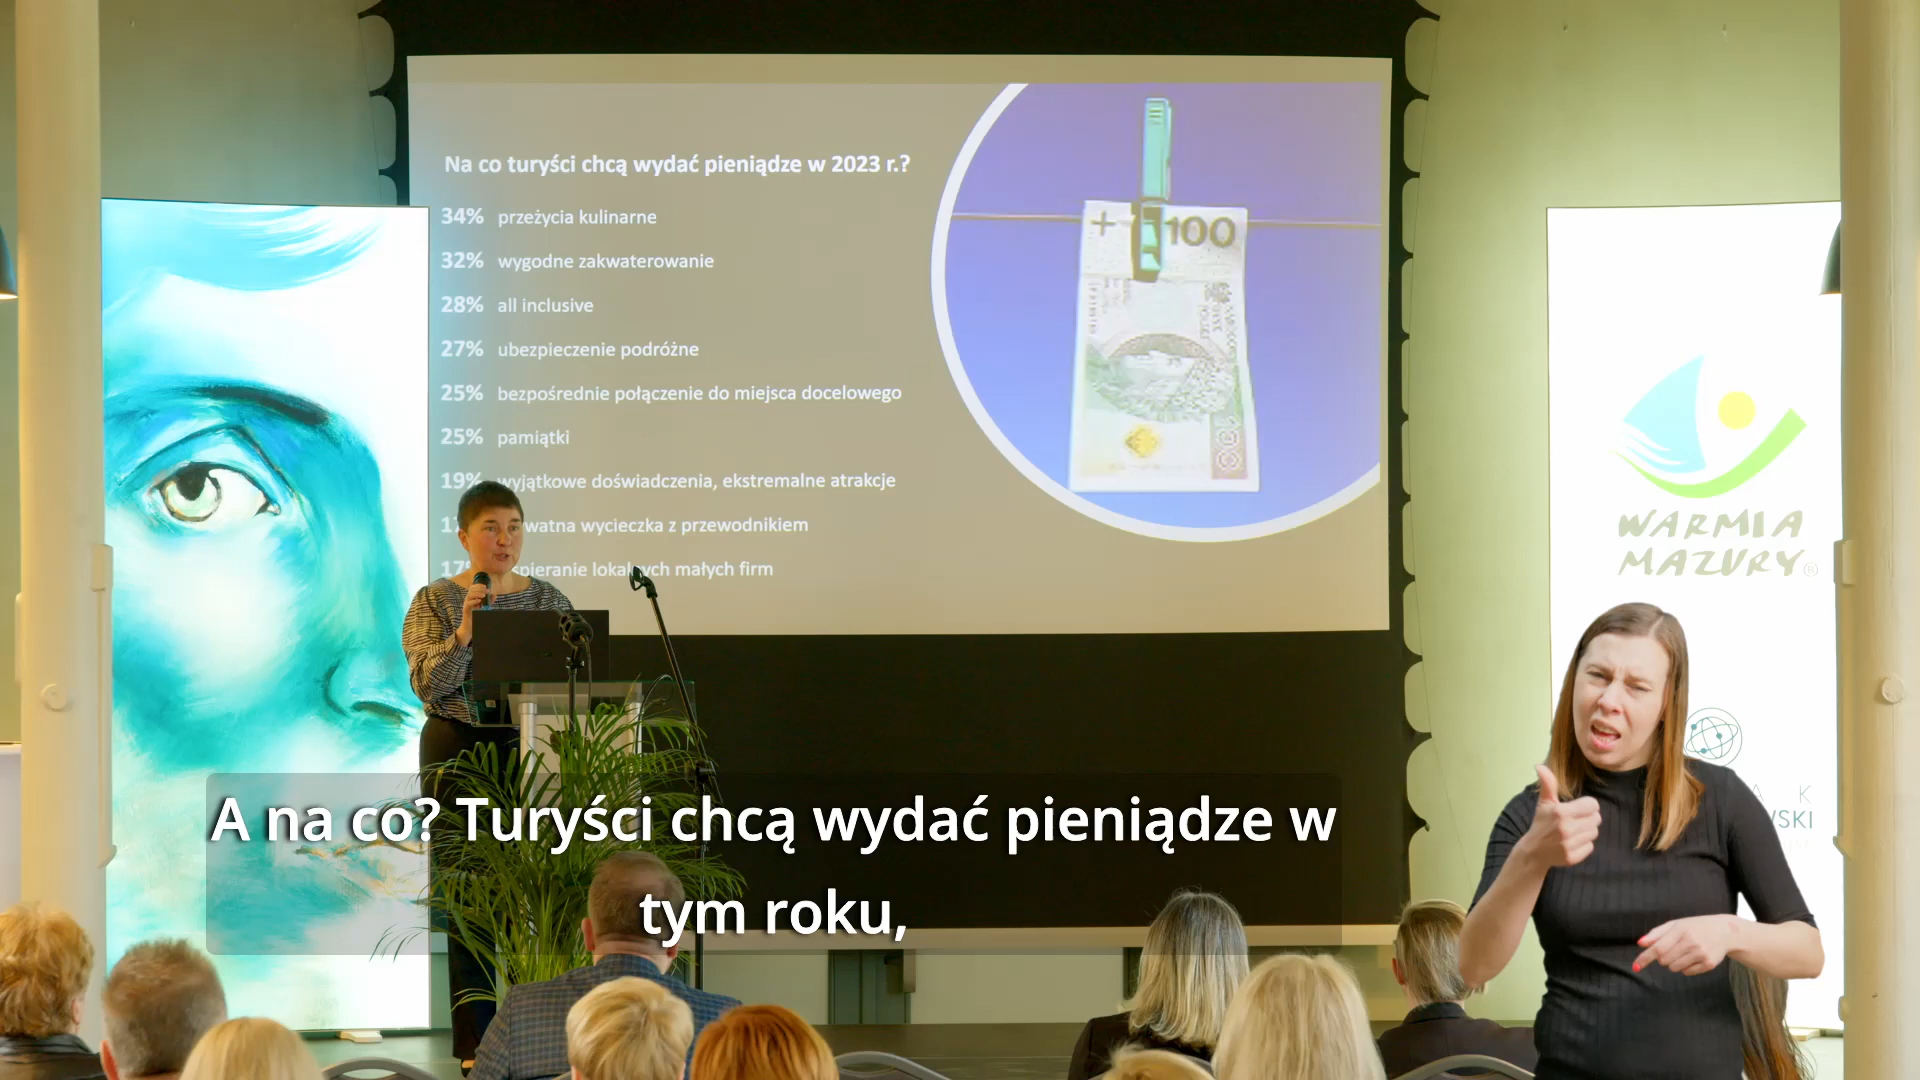 Na co turyści chcą wydać pieniądze w 2023 r.?
34% przeżycia kulinarne
32% wygodne zakwaterowanie
28% all inclusive
27% ubezpieczenie podróżne
25% bezpośrednie połączenie do miejsca docelowego
25% pamiątki
19% wyjątkowe doświadczenia, ekstremalne atrakcje
wycieczka z przewodnikiem
17% małych firm
100
WARMIA
MAZURY®
A na co? Turyści chcą wydać pieniądze w
tym roku,